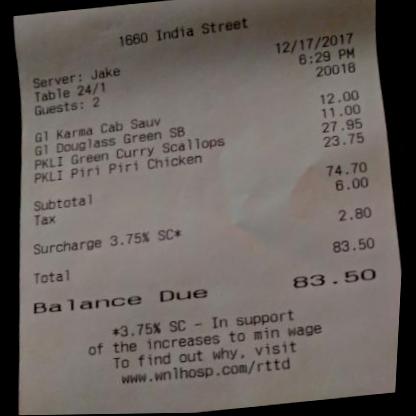 1660 India Street
Server: Jake 12/17/2017
Table 24/1 6:29 PM
Guests: 2 20018
Gl Karma Cab Sauv 12.00
Gl Douglass Green SB 11.00
PKLI Green Curry Scallops 27.95
PKLI Piri Piri Chicken 23.75
Subtotal 74.70
Tax 6.00
Surcharge 3.75% SC* 2.80
Total 83.50
Balance Due 83.50
*3.75% SC - In support
of the increases to min wage
To find out why, visit
www.wnlhosp.com/rttd